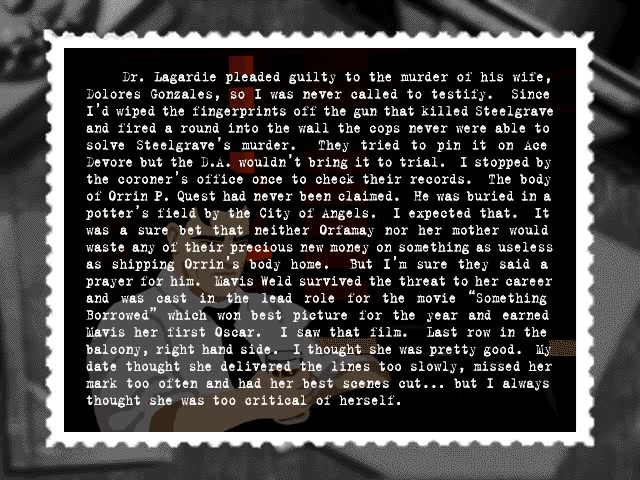 Dr. Lagardie pleaded guilty to the murder of his wife,
Dolores Gonzales, so I was never called to testify. Since
I'd wiped the fingerprints off the gun that killed Steelgrave
and fired a round into the wall the cops never were able to
solve Steelgrave's murder. They tried to pin it on Ace
Devore but the D.A. wouldn't bring it to trial. I stopped by
the coroner's office once to check their records. The body
of Orrin P. Quest had never been claimed. He was buried in a
potter's field by the City of Angels. I expected that. It
was a sure bet that neither Orfamay nor her mother would
waste any of their precious new money on something as useless
as shipping Orrin's body home. But I'm sure they said a
prayer for him. Mavis Weld survived the threat to her career
and was cast in the lead role for the movie "Something
Borrowed" which won best picture for the year and earned
Mavis her first Oscar. I saw that film. Last row in the
balcony, right hand side. I thought she was pretty good. My
date thought she delivered the lines too slowly, missed her
mark too often and had her best scenes cut... but I always
thought she was too critical of herself.